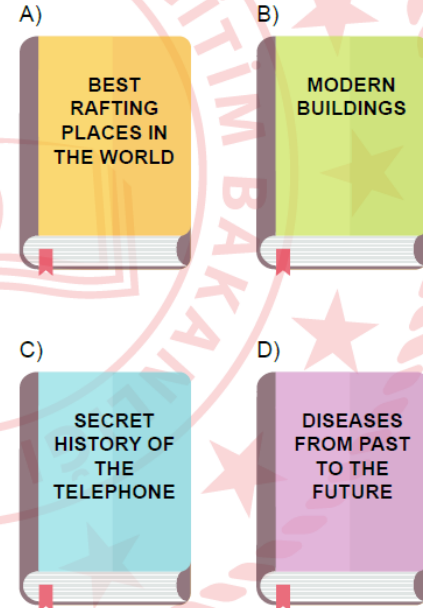 A)
BEST
RAFTING
PLACES IN
THE WORLD
B)
MODERN
BUILDINGS
C)
SECRET
HISTORY OF
THE
TELEPHONE
D)
DISEASES
FROM PAST
TO THE
FUTURE